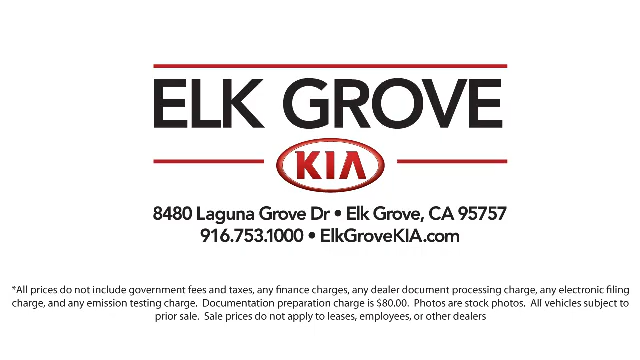 ELK GROVE
KIA
8480 Laguna Grove Dr • Elk Grove, CA 95757
916.753.1000 • ElkGroveKIA.com
*All prices do not include government fees and taxes, any finance charges, any dealer document processing charge, any electronic filing
charge, and any emission testing charge.  Documentation preparation charge is $80.00.  Photos are stock photos.  All vehicles subject to
prior sale.  Sale prices do not apply to leases, employees, or other dealers